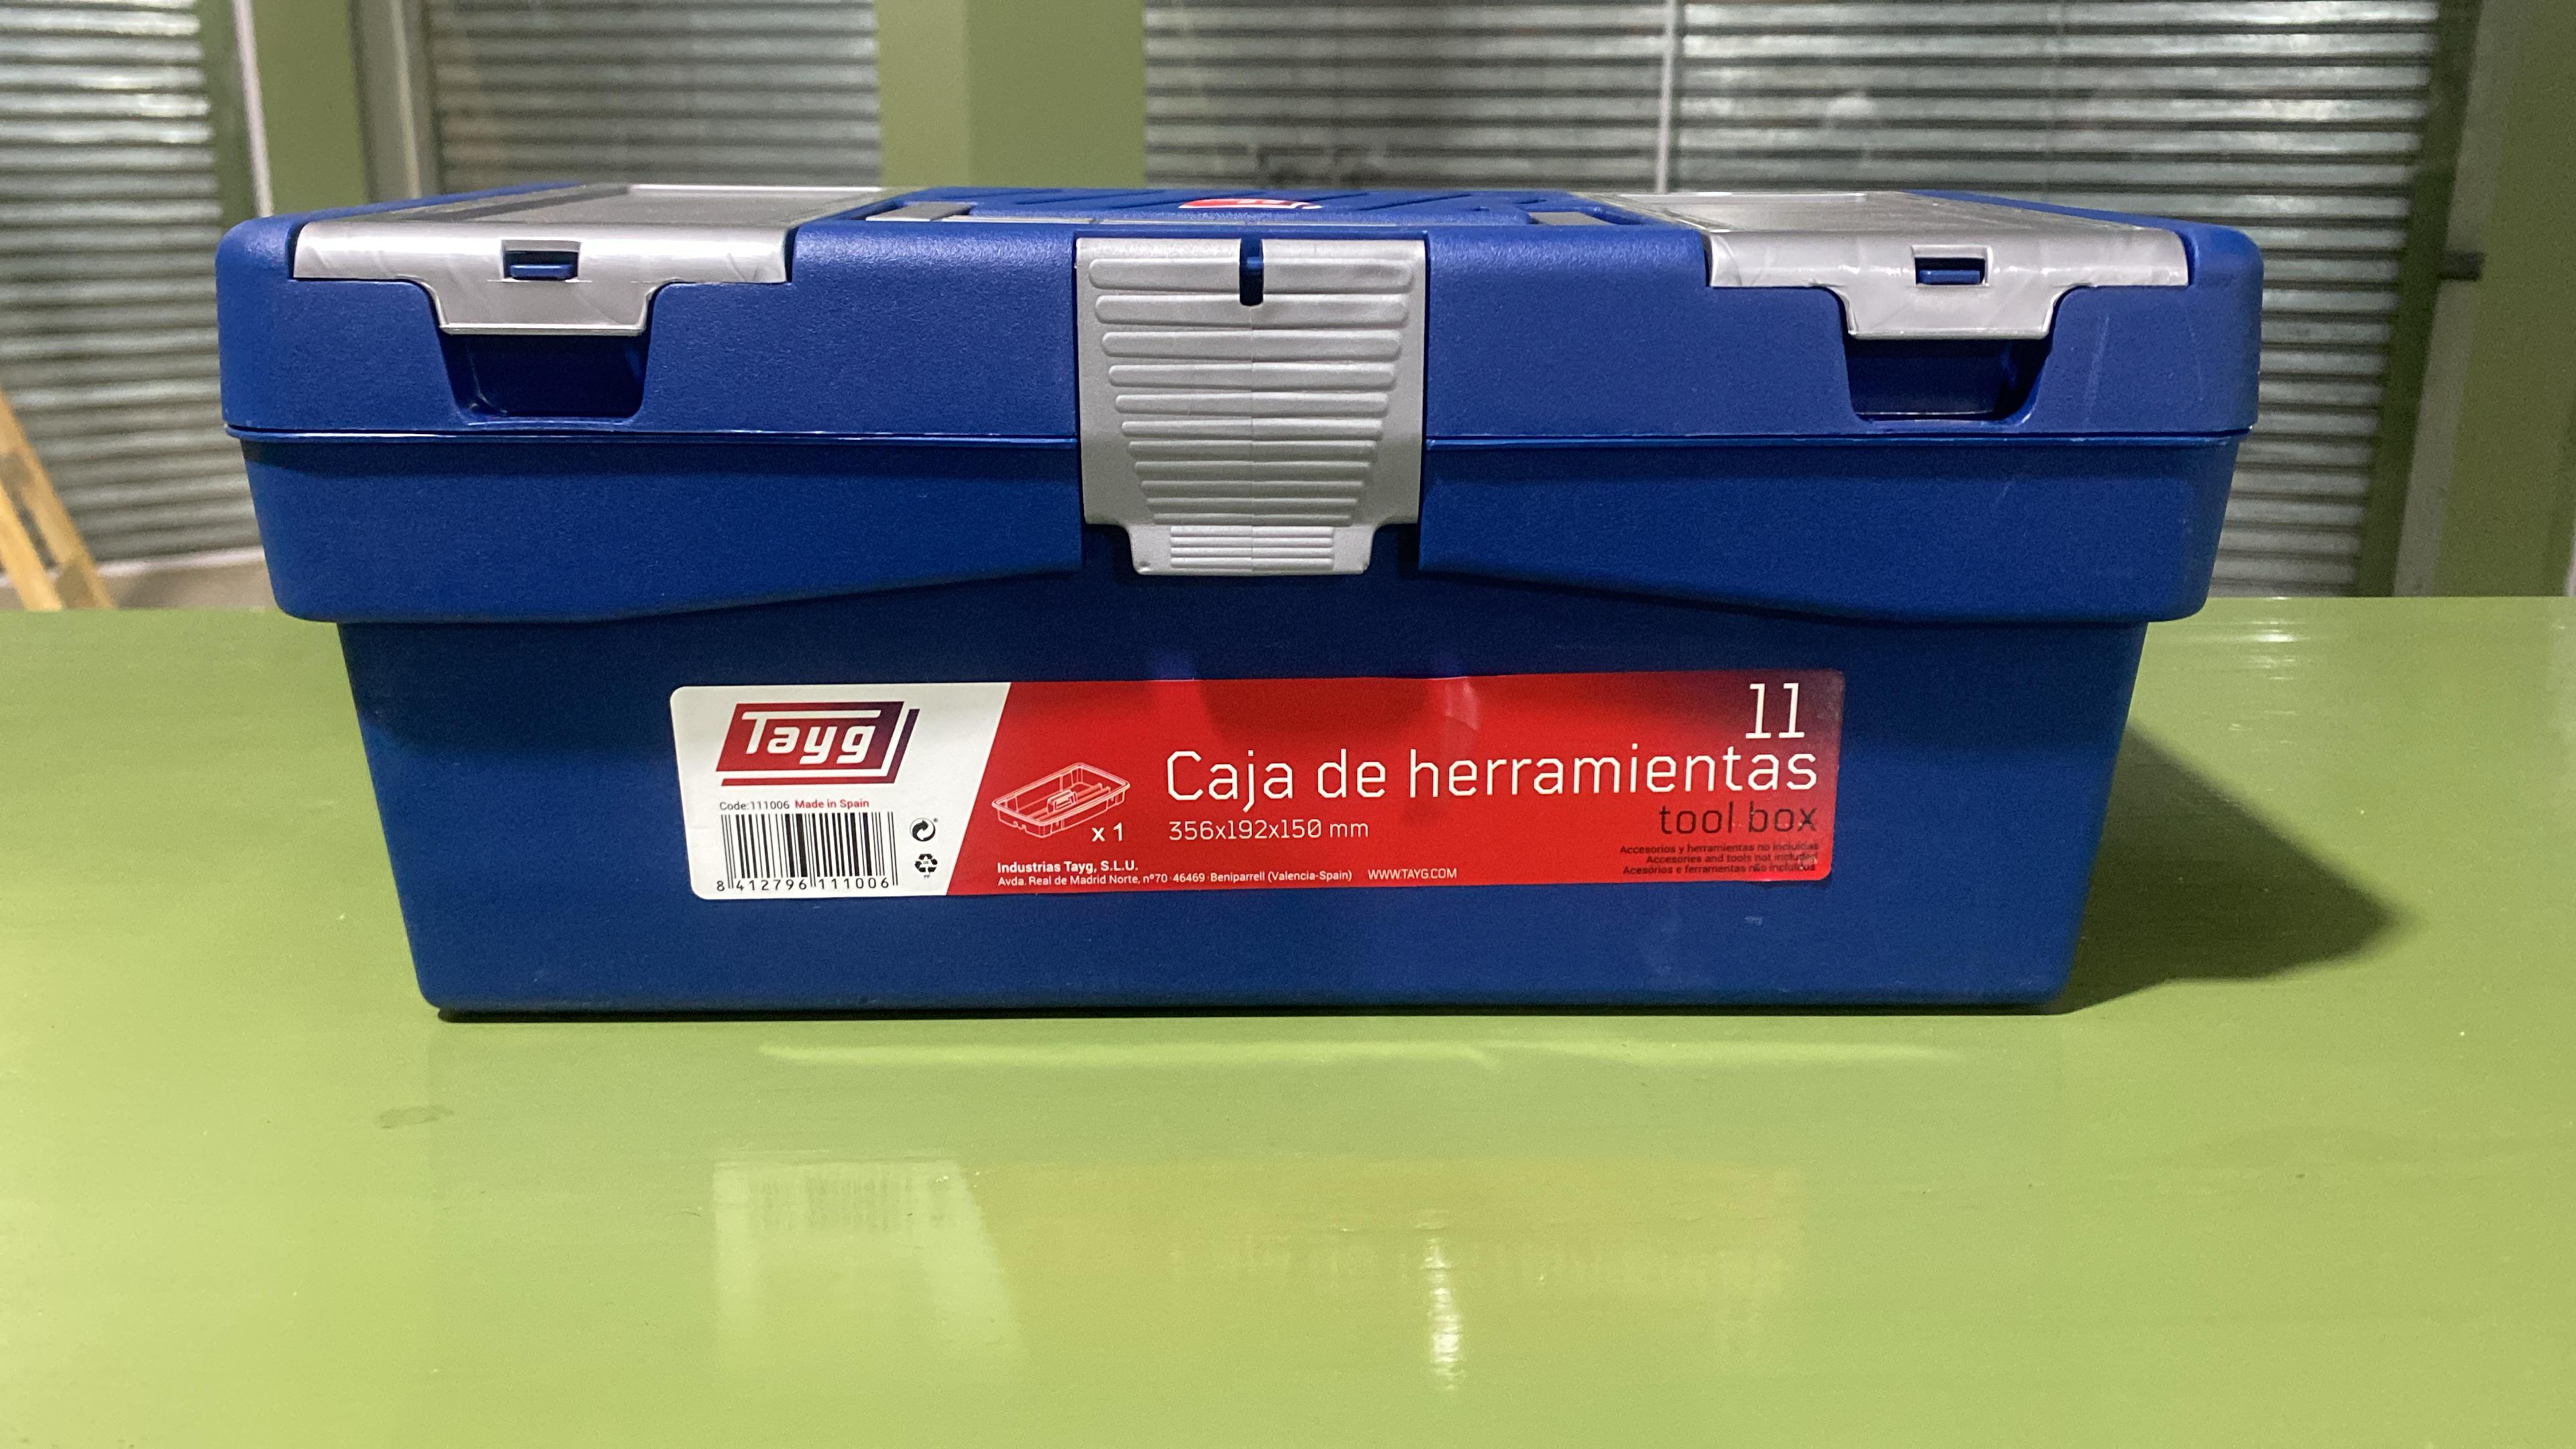 Tayg
Code:111006 Made in Spain
8 412796 111006
x 1
11
Caja de herramientas
356x192x150 mm
tool box
Industrias Tayg, S.L.U.
Avda. Real de Madrid Norte, nº70·46469·Beniparrell (Valencia-Spain) WWW.TAYG.COM
Accesorios y herramientas no incluidas
Accesories and tools not included
Acesórios e ferramentas não incluícos